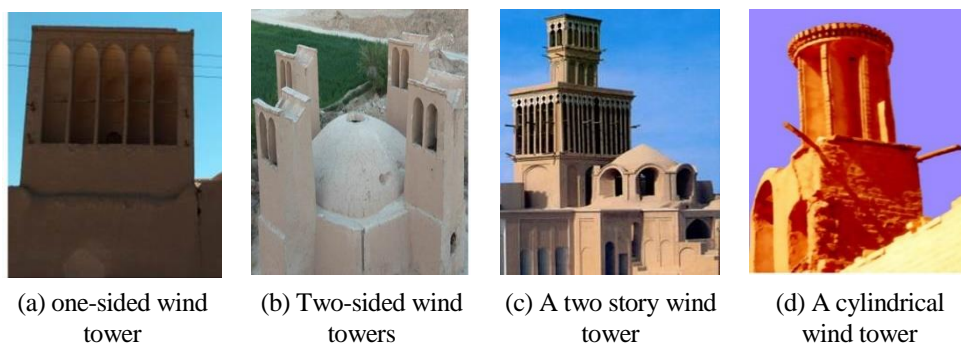 (a) one-sided wind
tower
(b) Two-sided wind
towers
(c) A two story wind
tower
(d) A cylindrical
wind tower